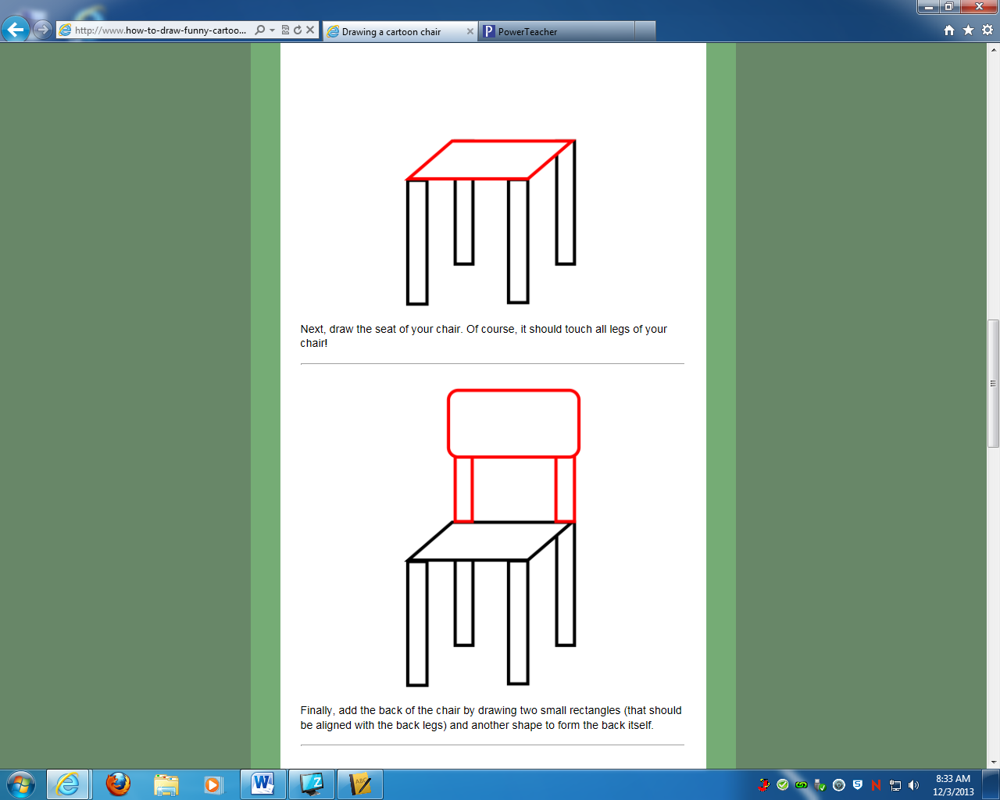 http://www.how-to-draw-funny-cartoo...
Drawing a cartoon chair
PowerTeacher
Next, draw the seat of your chair. Of course, it should touch all legs of your
chair!
Finally, add the back of the chair by drawing two small rectangles (that should
be aligned with the back legs) and another shape to form the back itself.
8:33 AM
12/3/2013